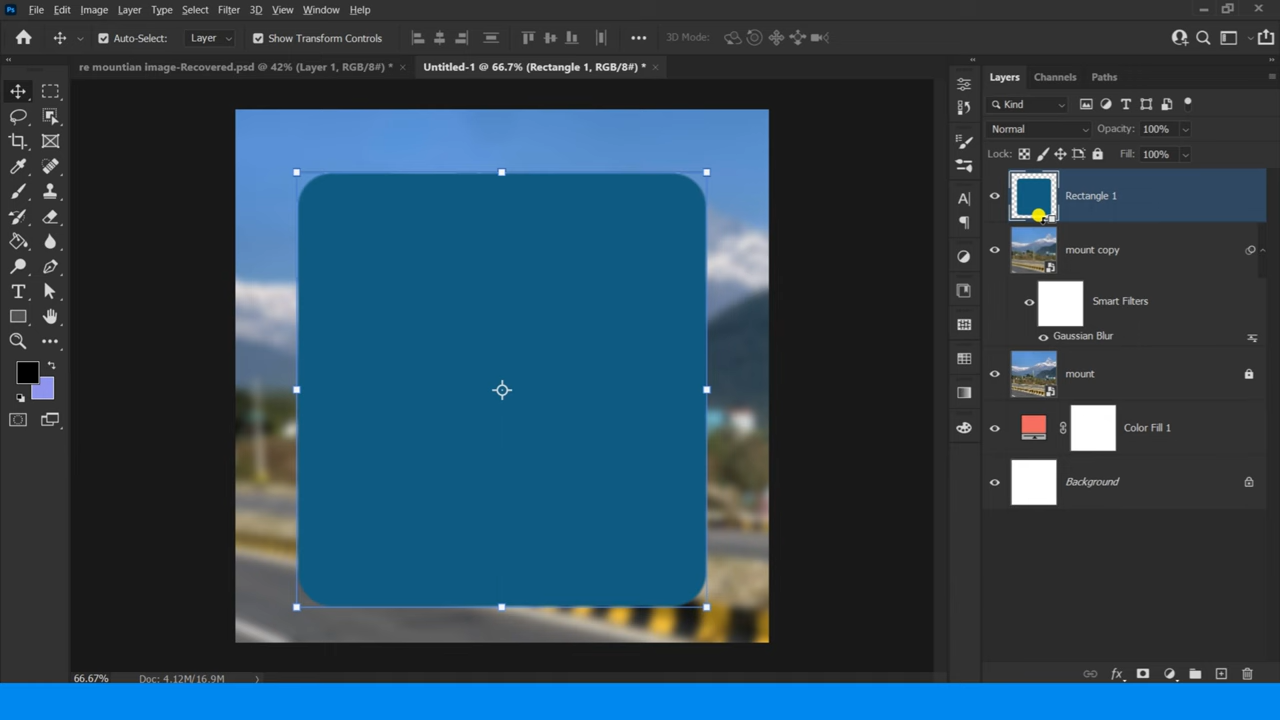 Ps File Edit Image Layer Type Select Filter 3D View Window Help
Auto-Select: Layer Show Transform Controls 3D Mode:
re mountian image-Recovered.psd @ 42% (Layer 1, RGB/8#) * × Untitled-1 @ 66.7% (Rectangle 1, RGB/8#) * ×
Layers Channels Paths
Kind
Normal Opacity: 100%
Lock: Fill: 100%
Rectangle 1
mount copy
Smart Filters
Gaussian Blur
mount
Color Fill 1
Background
66.67% Doc: 4.12M/16.9M